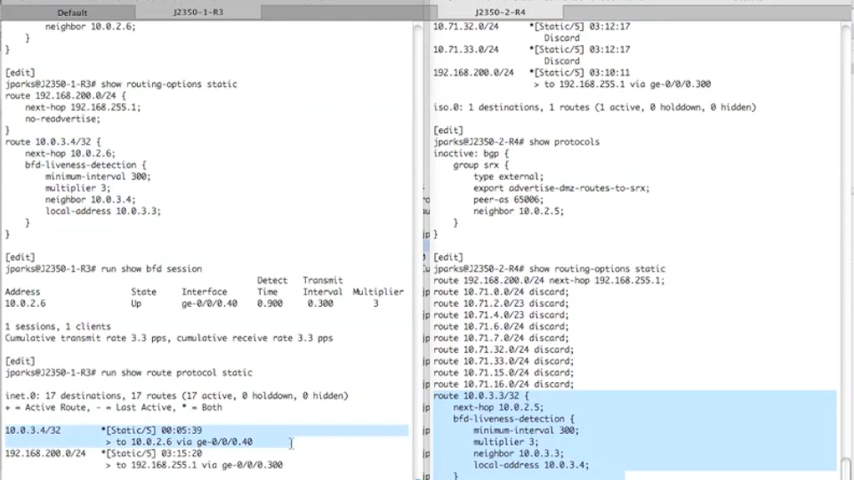 Default
J2350-1-R3
neighbor 10.0.2.6;
}
}
[edit]
jparks@J2350-1-R3# show routing-options static
route 192.168.200.0/24 {
next-hop 192.168.255.1;
no-readvertise;
}
route 10.0.3.4/32 {
next-hop 10.0.2.6;
bfd-liveness-detection {
minimum-interval 300;
multiplier 3;
neighbor 10.0.3.4;
local-address 10.0.3.3;
}
}
[edit]
jparks@J2350-1-R3# run show bfd session
Detect Transmit
Address State Interface Time Interval Multiplier
10.0.2.6 Up ge-0/0/0.40 0.900 0.300 3
1 sessions, 1 clients
Cumulative transmit rate 3.3 pps, cumulative receive rate 3.3 pps
[edit]
jparks@J2350-1-R3# run show route protocol static
inet.0: 17 destinations, 17 routes (17 active, 0 holddown, 0 hidden)
+ = Active Route, - = Last Active, * = Both
10.0.3.4/32 *[Static/5] 00:05:39
> to 10.0.2.6 via ge-0/0/0.40
192.168.200.0/24 *[Static/5] 03:15:20
> to 192.168.255.1 via ge-0/0/0.300
J2350-2-R4
10.71.32.0/24 *[Static/5] 03:12:17
Discard
10.71.33.0/24 *[Static/5] 03:12:17
Discard
192.168.200.0/24 *[Static/5] 03:10:11
> to 192.168.255.1 via ge-0/0/0.300
iso.0: 1 destinations, 1 routes (1 active, 0 holddown, 0 hidden)
[edit]
jparks@J2350-2-R4# show protocols
inactive: bgp {
group srx {
type external;
export advertise-dmz-routes-to-srx;
peer-as 65006;
neighbor 10.0.2.5;
}
}
[edit]
jparks@J2350-2-R4# show routing-options static
route 192.168.200.0/24 next-hop 192.168.255.1;
route 10.71.0.0/24 discard;
route 10.71.2.0/23 discard;
route 10.71.4.0/23 discard;
route 10.71.6.0/24 discard;
route 10.71.7.0/24 discard;
route 10.71.32.0/24 discard;
route 10.71.33.0/24 discard;
route 10.71.15.0/24 discard;
route 10.71.16.0/24 discard;
route 10.0.3.3/32 {
next-hop 10.0.2.5;
bfd-liveness-detection {
minimum-interval 300;
multiplier 3;
neighbor 10.0.3.3;
local-address 10.0.3.4;
}